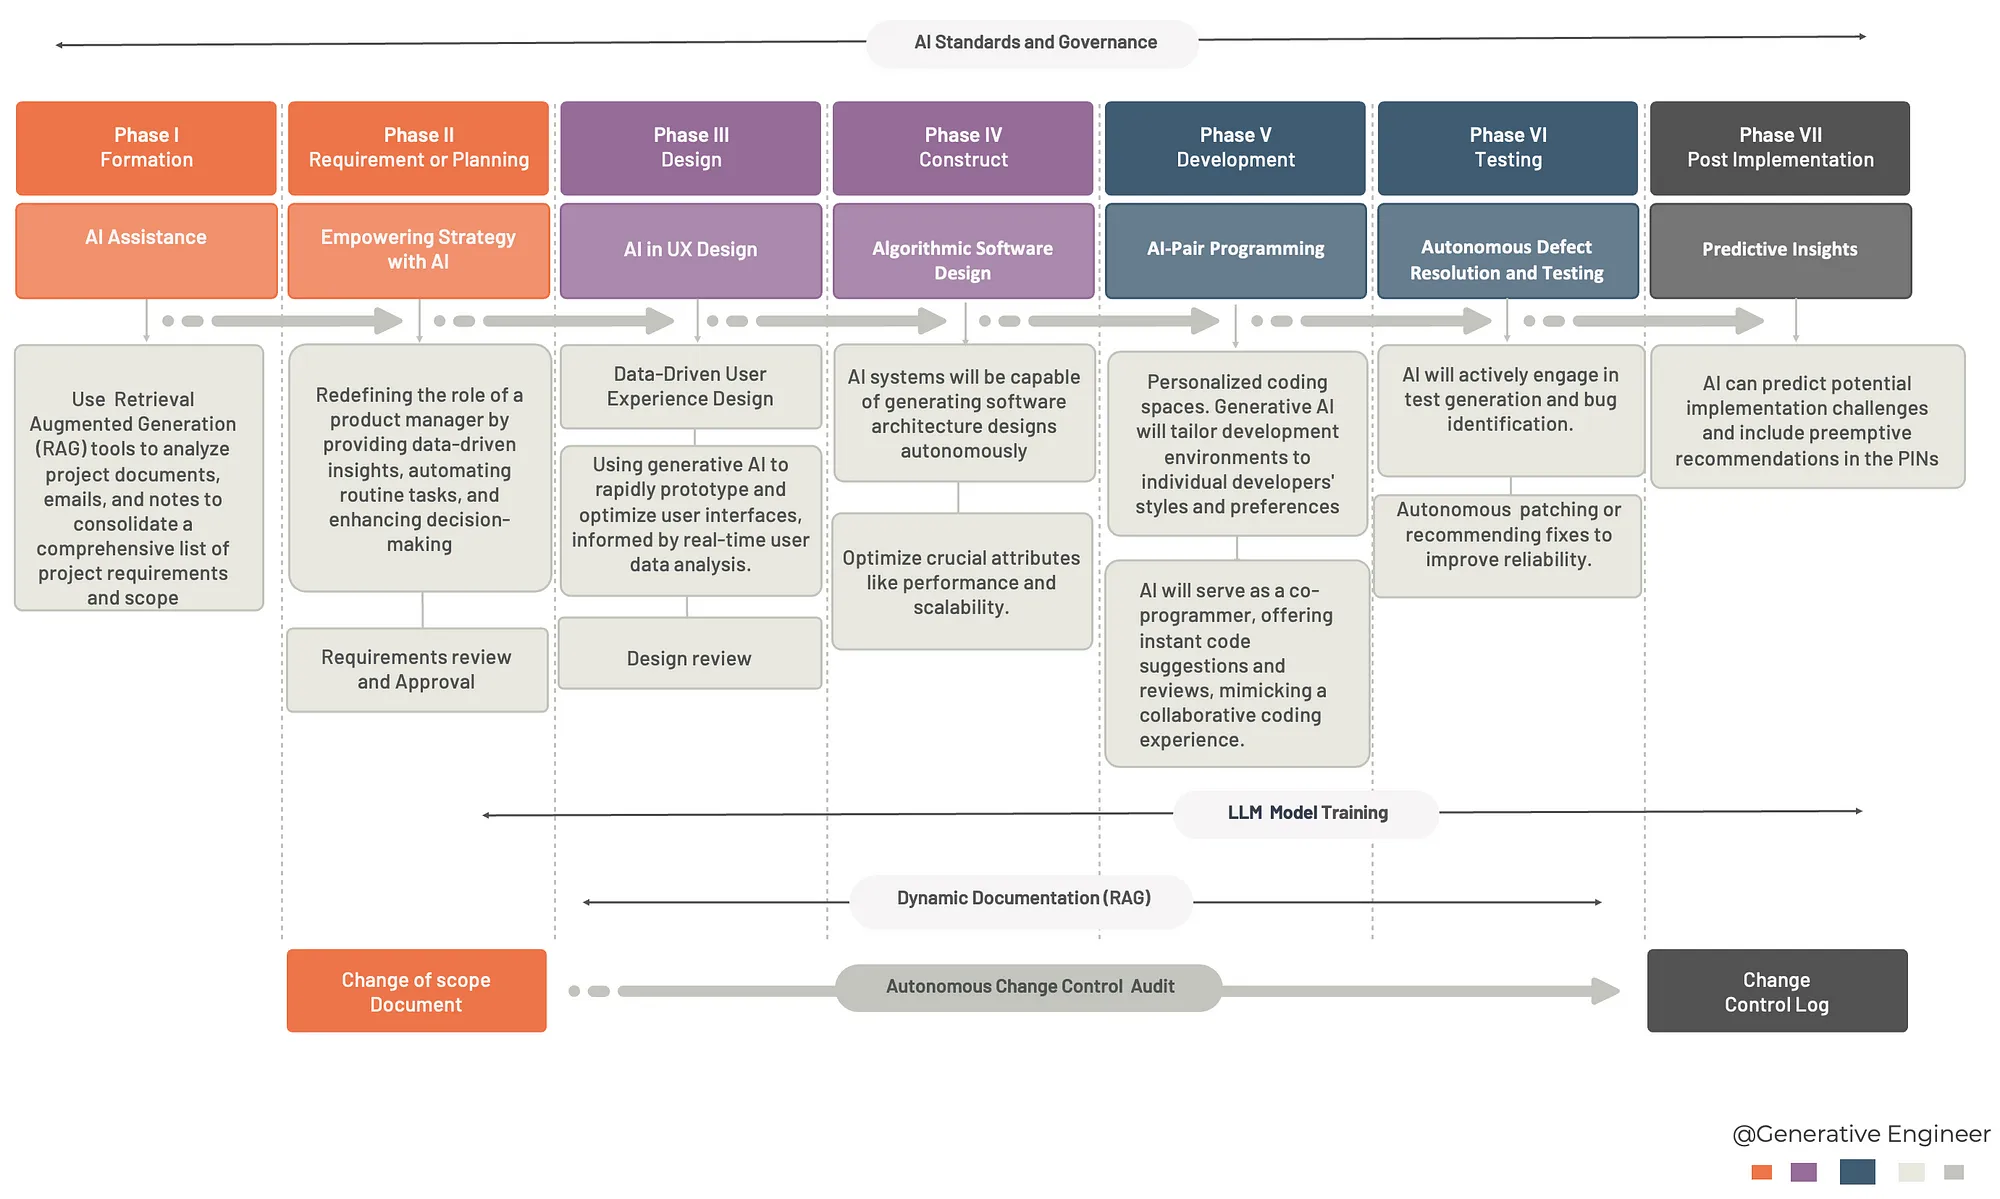 AI Standards and Governance
Phase I
Formation
Phase II
Requirement or Planning
Phase III
Design
Phase IV
Construct
Phase V
Development
Phase VI
Testing
Phase VII
Post Implementation
AI Assistance
Empowering Strategy
with AI
AI in UX Design
Algorithmic Software
Design
AI-Pair Programming
Autonomous Defect
Resolution and Testing
Predictive Insights
Use Retrieval
Augmented Generation
(RAG) tools to analyze
project documents,
emails, and notes to
consolidate a
comprehensive list of
project requirements
and scope
Redefining the role of a
product manager by
providing data-driven
insights, automating
routine tasks, and
enhancing decision-
making
Requirements review
and Approval
Data-Driven User
Experience Design
Using generative AI to
rapidly prototype and
optimize user interfaces,
informed by real-time user
data analysis.
Design review
AI systems will be capable
of generating software
architecture designs
autonomously
Optimize crucial attributes
like performance and
scalability.
Personalized coding
spaces. Generative AI
will tailor development
environments to
individual developers'
styles and preferences
AI will serve as a co-
programmer, offering
instant code
suggestions and
reviews, mimicking a
collaborative coding
experience.
AI will actively engage in
test generation and bug
identification.
Autonomous patching or
recommending fixes to
improve reliability.
AI can predict potential
implementation challenges
and include preemptive
recommendations in the PINs
LLM Model Training
Dynamic Documentation (RAG)
Change of scope
Document
Autonomous Change Control Audit
Change
Control Log
@Generative Engineer